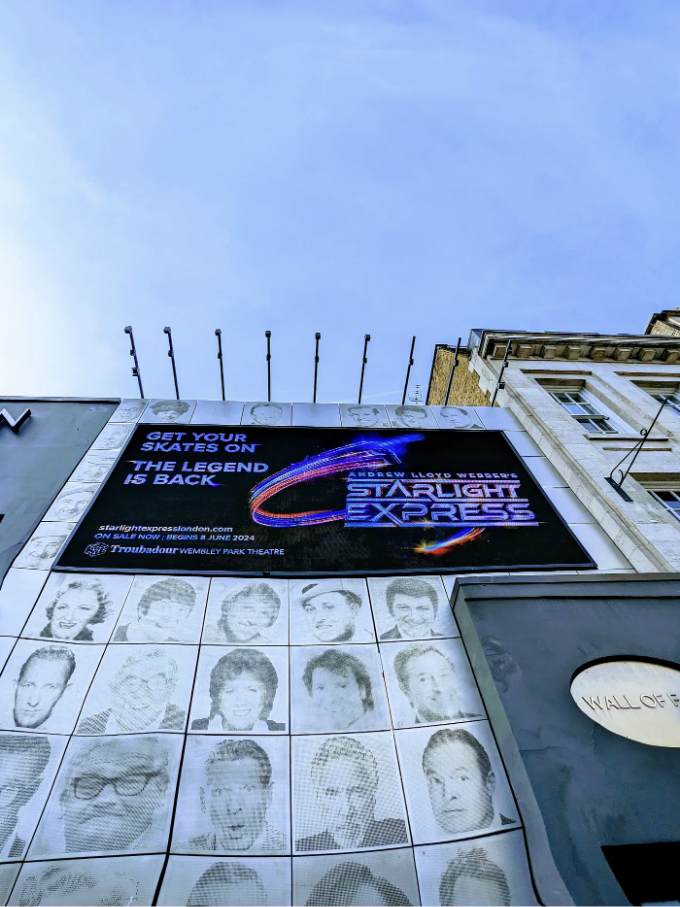 GET YOUR
SKATES ON
THE LEGEND
IS BACK
ANDREW LLOYD WEBBER'S
STARLIGHT
EXPRESS
starlightexpresslondon.com
ON SALE NOW | BEGINS 8 JUNE 2024
Troubadour WEMBLEY PARK THEATRE
WALL OF F